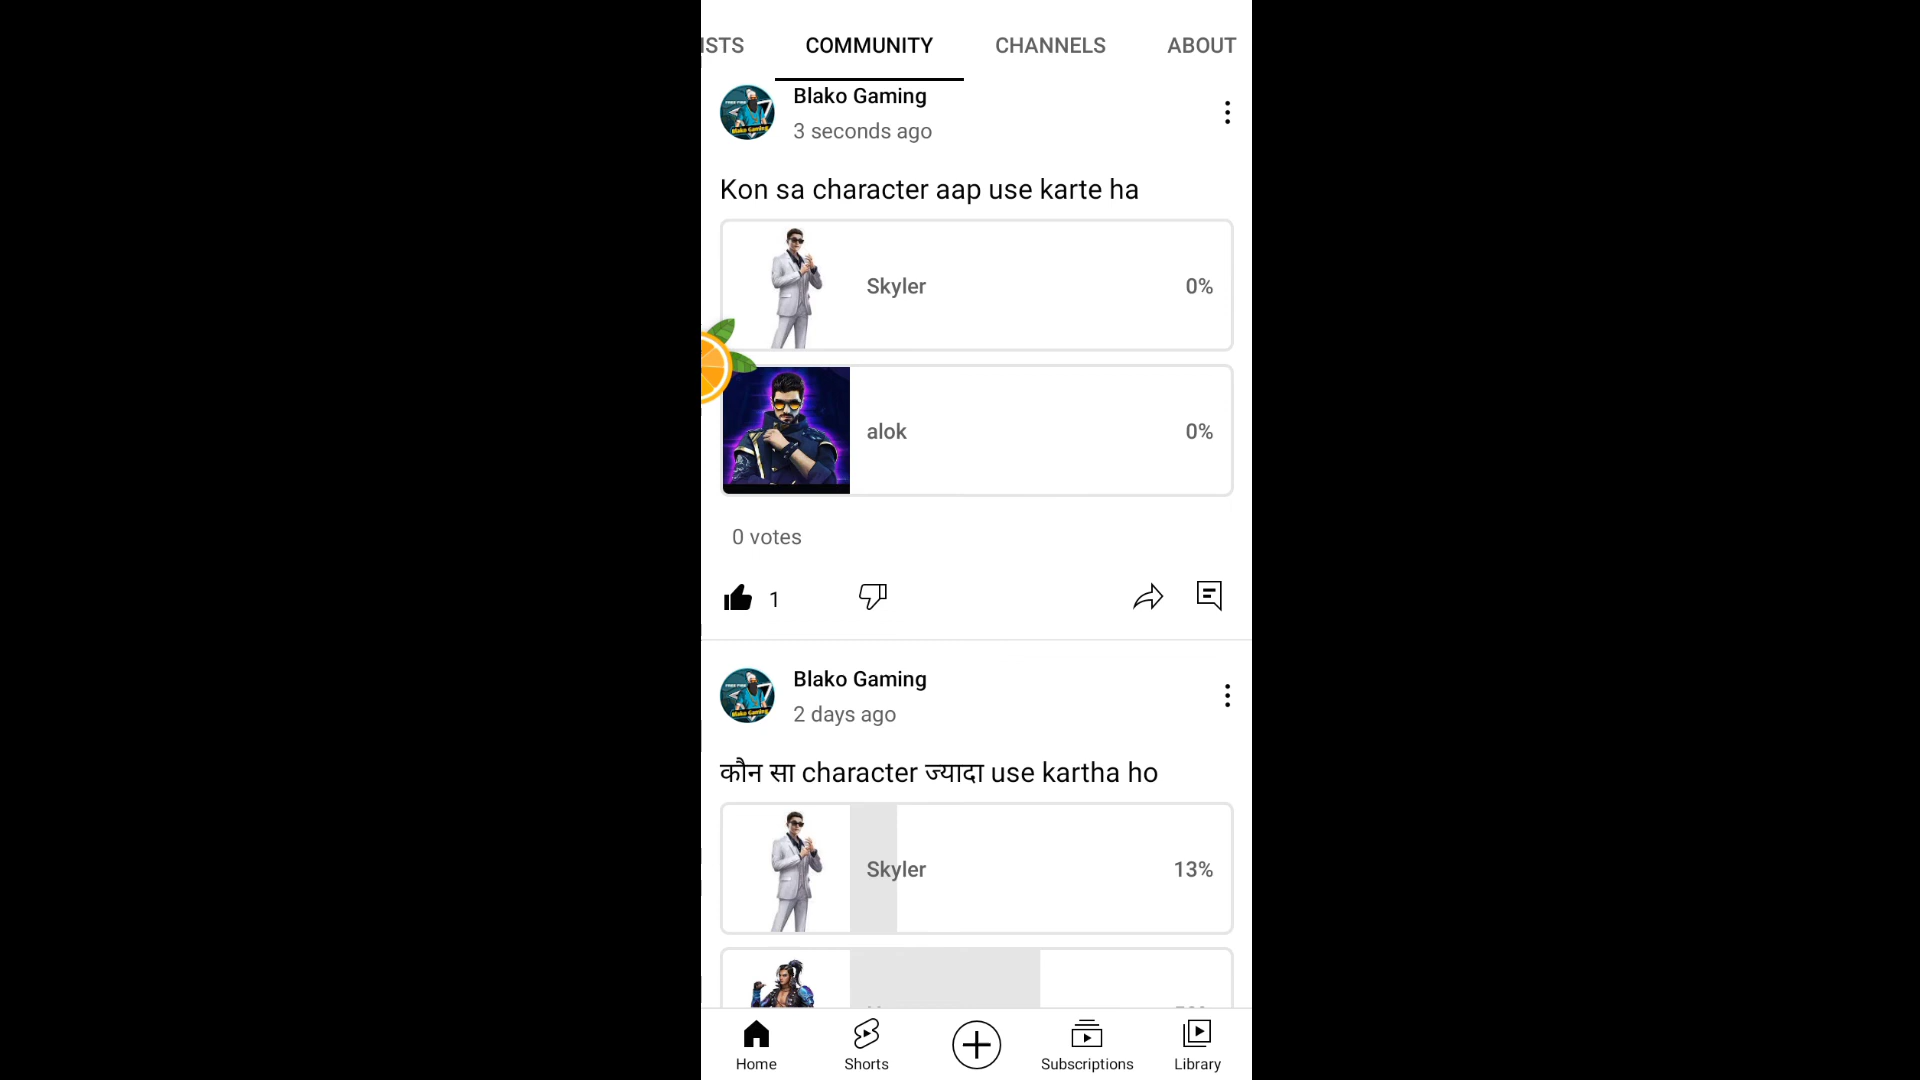 ISTS COMMUNITY CHANNELS ABOUT
Blako Gaming
3 seconds ago
Kon sa character aap use karte ha
Skyler 0%
alok 0%
0 votes
1
Blako Gaming
2 days ago
कौन सा character ज्यादा use kartha ho
Skyler 13%
Home Shorts Subscriptions Library